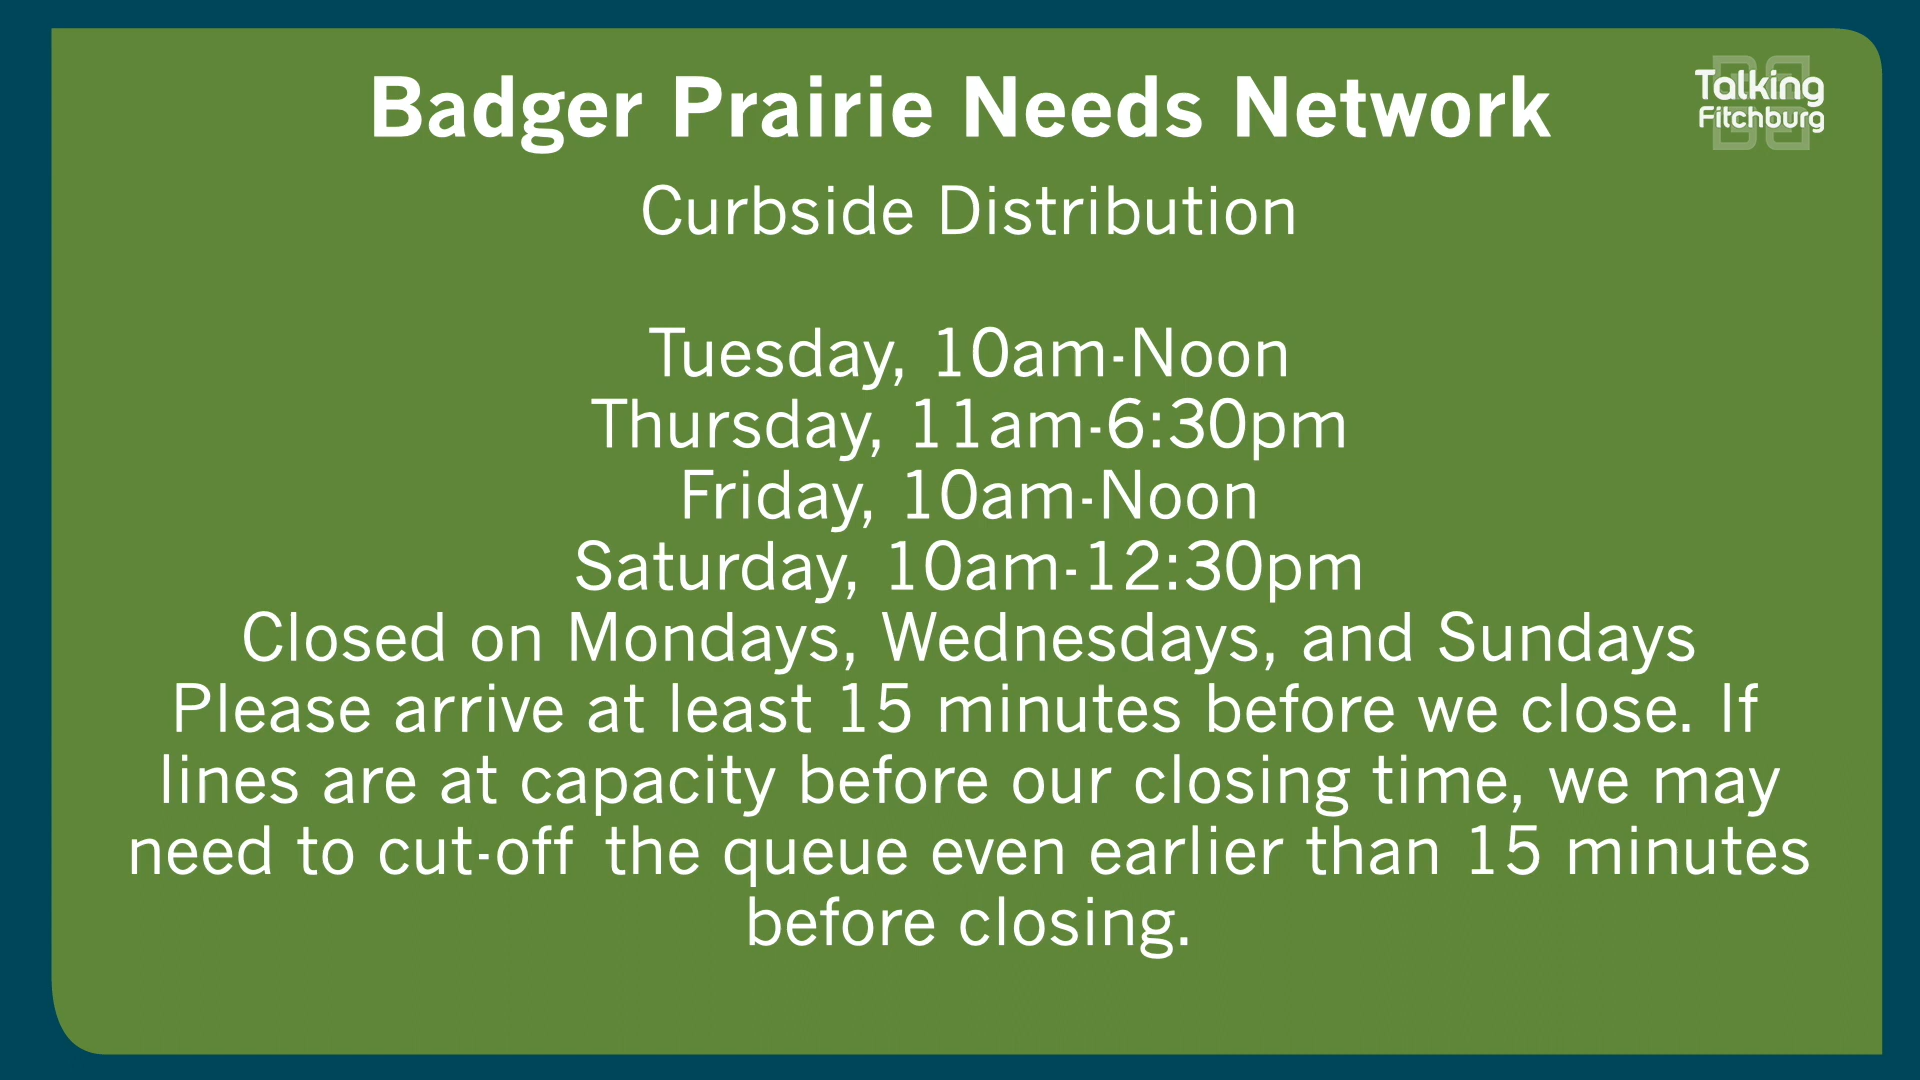 Badger Prairie Needs Network
Talking
Fitchburg
Curbside Distribution
Tuesday, 10am-Noon
Thursday, 11am-6:30pm
Friday, 10am-Noon
Saturday, 10am-12:30pm
Closed on Mondays, Wednesdays, and Sundays
Please arrive at least 15 minutes before we close. If
lines are at capacity before our closing time, we may
need to cut-off the queue even earlier than 15 minutes
before closing.